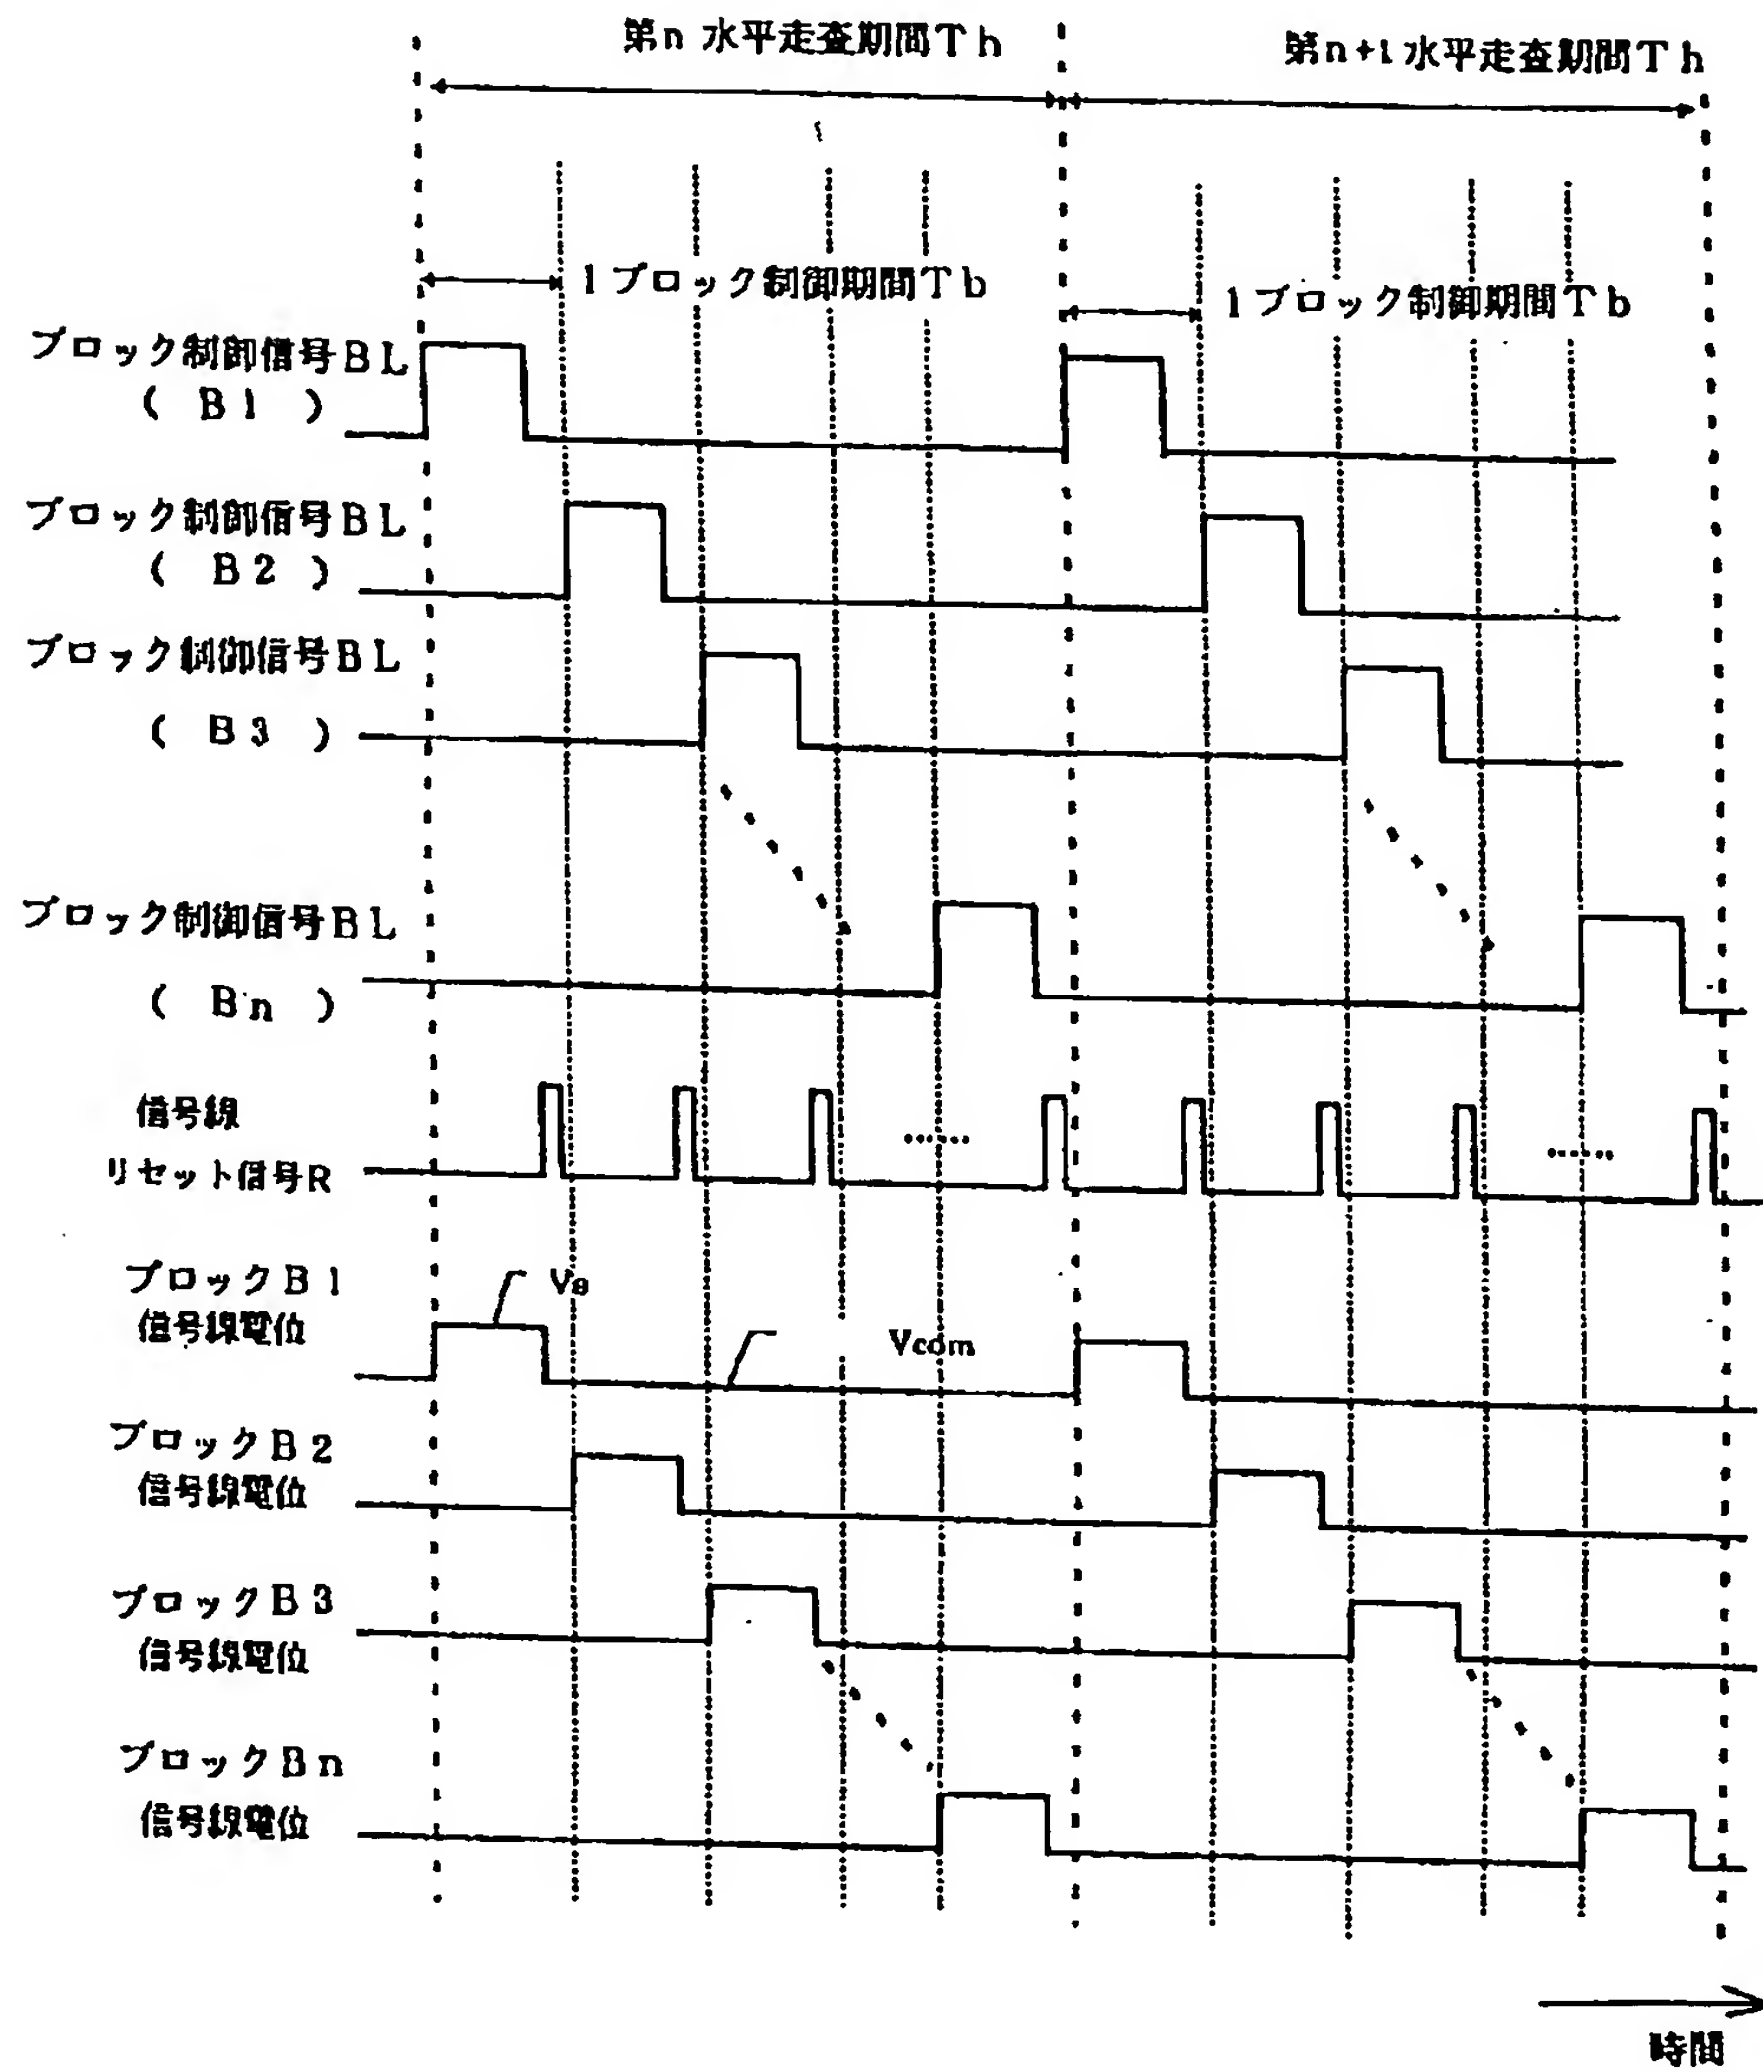 第n 水平走査期間Th
第n+1 水平走査期間Th
1ブロック制御期間Tb
1ブロック制御期間Tb
ブロック制御信号BL
( B1 )
ブロック制御信号BL
( B2 )
ブロック制御信号BL
( B3 )
ブロック制御信号BL
( Bn )
信号線
リセット信号R
ブロックB1
信号線電位
Vs
Vcom
ブロックB2
信号線電位
ブロックB3
信号線電位
ブロックBn
信号線電位
時間